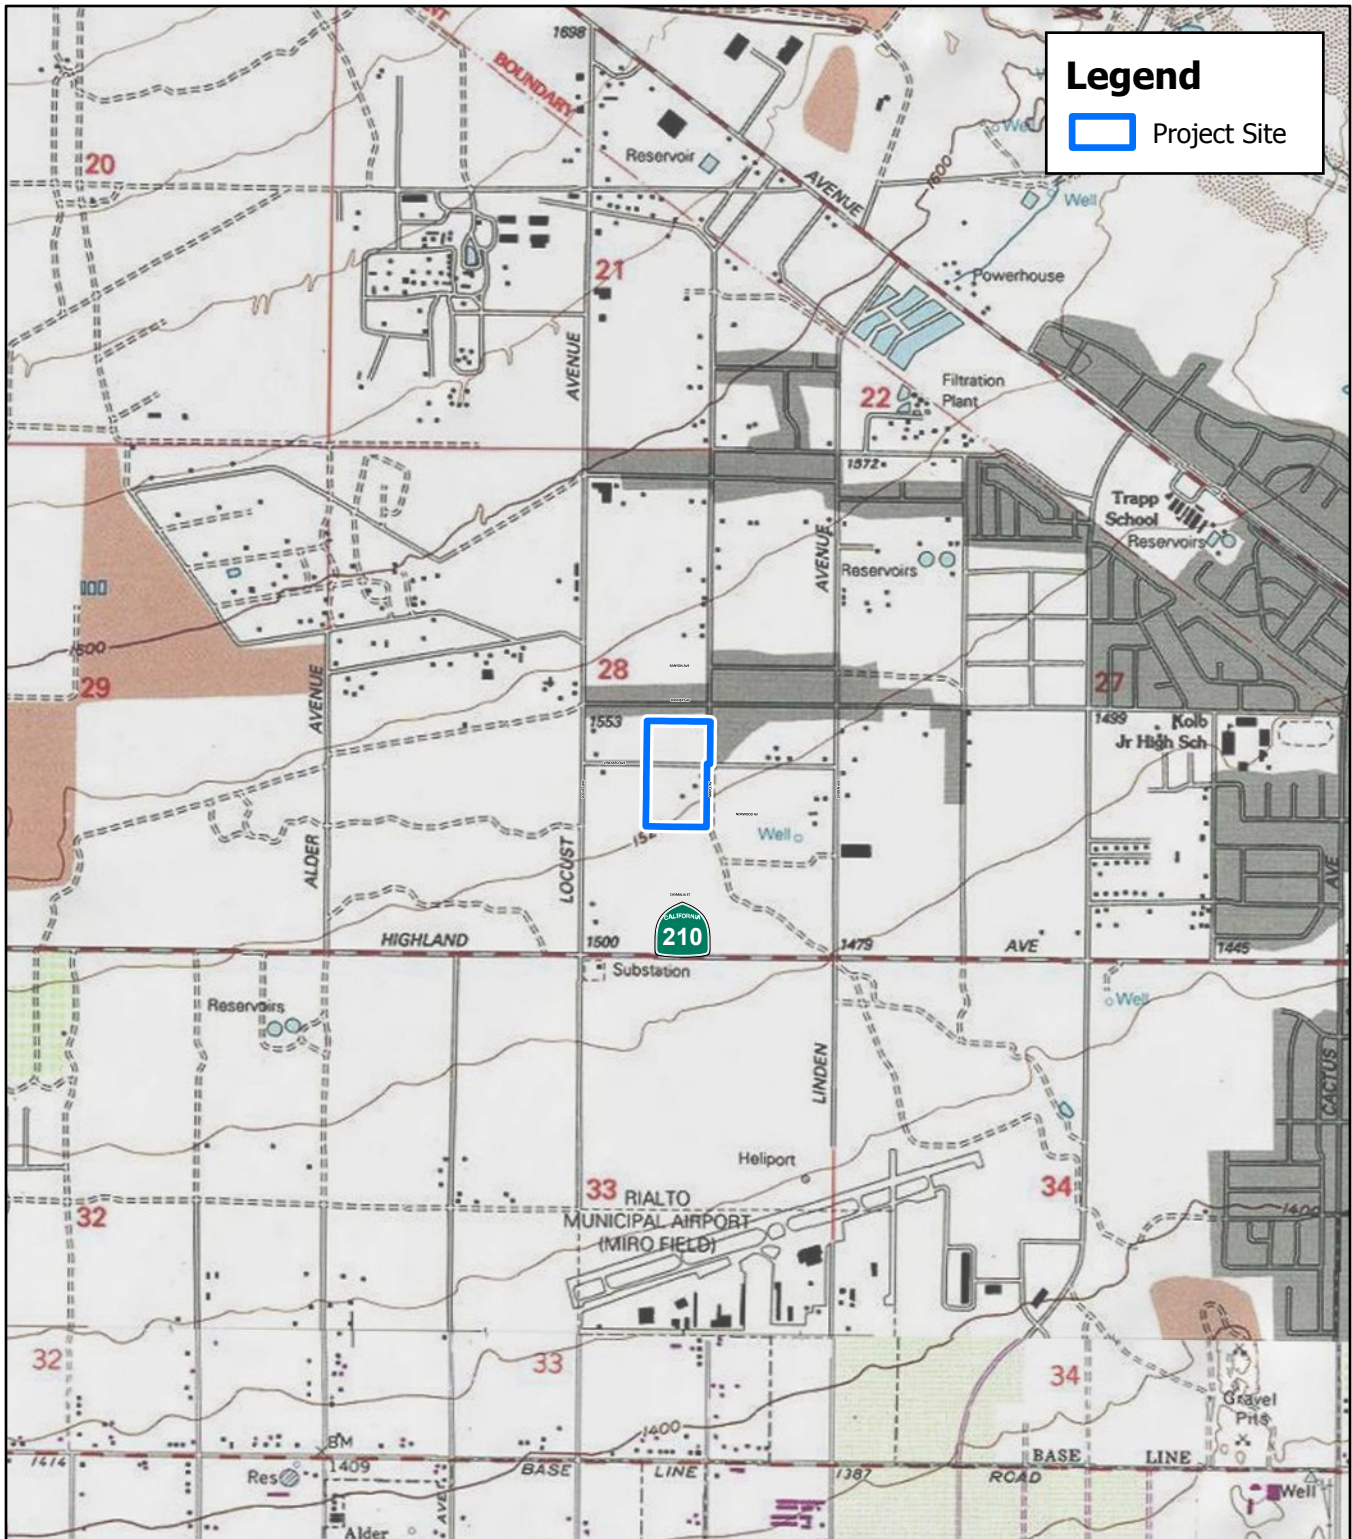 Legend
Project Site
1698
BOUNDARY
Reservoir
AVENUE
1600
Well
20
21
Powerhouse
AVENUE
Filtration
Plant
22
1572
Trapp
School
Reservoirs
AVENUE
Reservoirs
1600
29
28
27
AVENUE
1553
1499
Kolb
Jr High Sch
Well
ALDER
LOCUST
AVE
CALIFORNIA
210
HIGHLAND
1500
1479
AVE
1445
Substation
Reservoirs
Well
LINDEN
CACTUS
Heliport
33
RIALTO
MUNICIPAL AIRPORT
(MIRO FIELD)
34
32
1400
32
33
34
Gravel
Pits
1400
BM
1414
1409
BASE
LINE
1387
ROAD
BASE
LINE
Res
AVE
Well
Alder